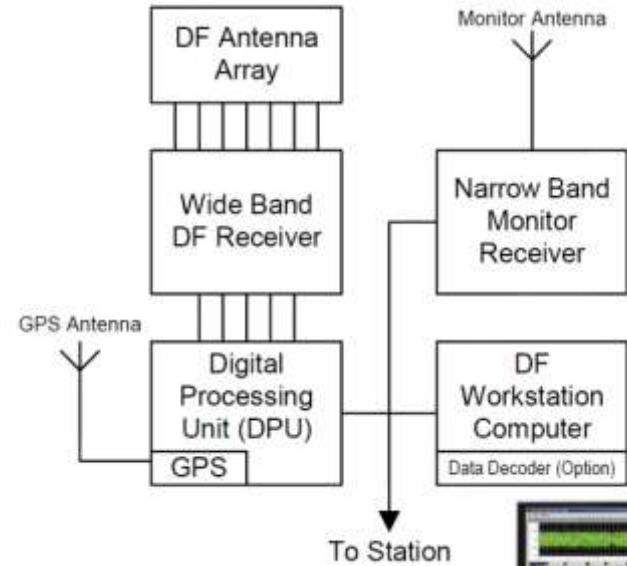 DF Antenna
Array
Monitor Antenna
Wide Band
DF Receiver
Narrow Band
Monitor
Receiver
GPS Antenna
Digital
Processing
Unit (DPU)
GPS
DF
Workstation
Computer
Data Decoder (Option)
To Station